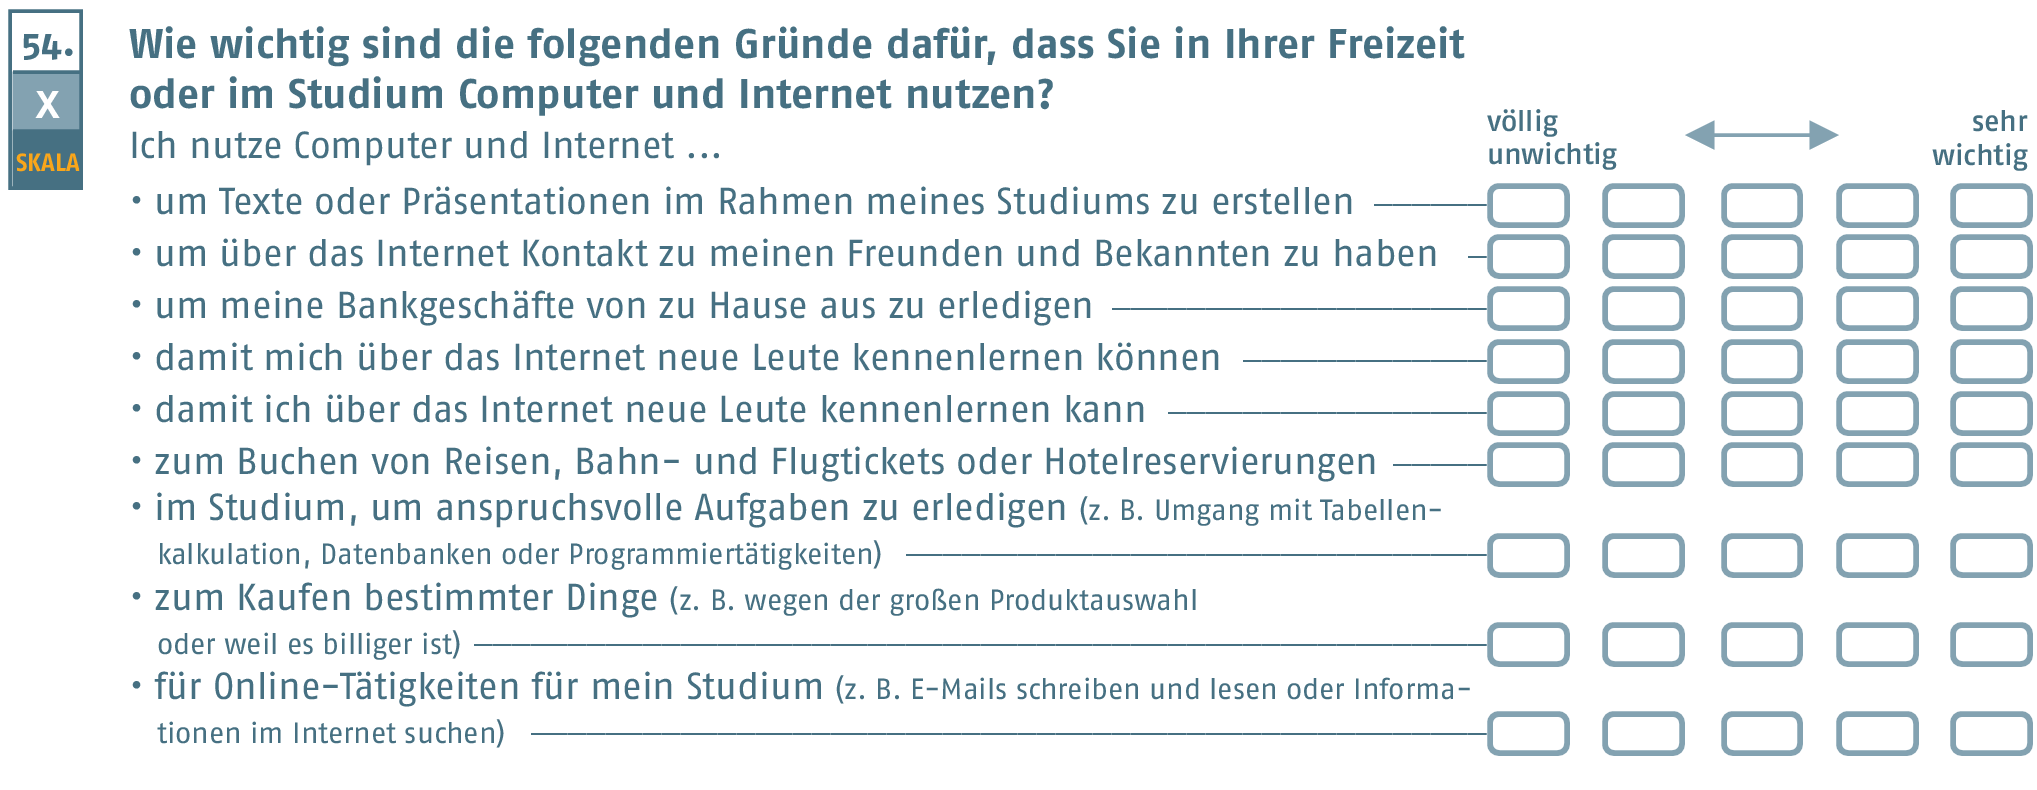 54.
X
SKALA
Wie wichtig sind die folgenden Gründe dafür, dass Sie in Ihrer Freizeit
oder im Studium Computer und Internet nutzen?
Ich nutze Computer und Internet ...
völlig
unwichtig
sehr
wichtig
• um Texte oder Präsentationen im Rahmen meines Studiums zu erstellen
• um über das Internet Kontakt zu meinen Freunden und Bekannten zu haben
• um meine Bankgeschäfte von zu Hause aus zu erledigen
• damit mich über das Internet neue Leute kennenlernen können
• damit ich über das Internet neue Leute kennenlernen kann
• zum Buchen von Reisen, Bahn- und Flugtickets oder Hotelreservierungen
• im Studium, um anspruchsvolle Aufgaben zu erledigen (z. B. Umgang mit Tabellen-
kalkulation, Datenbanken oder Programmiertätigkeiten)
• zum Kaufen bestimmter Dinge (z. B. wegen der großen Produktauswahl
oder weil es billiger ist)
• für Online-Tätigkeiten für mein Studium (z. B. E-Mails schreiben und lesen oder Informa-
tionen im Internet suchen)